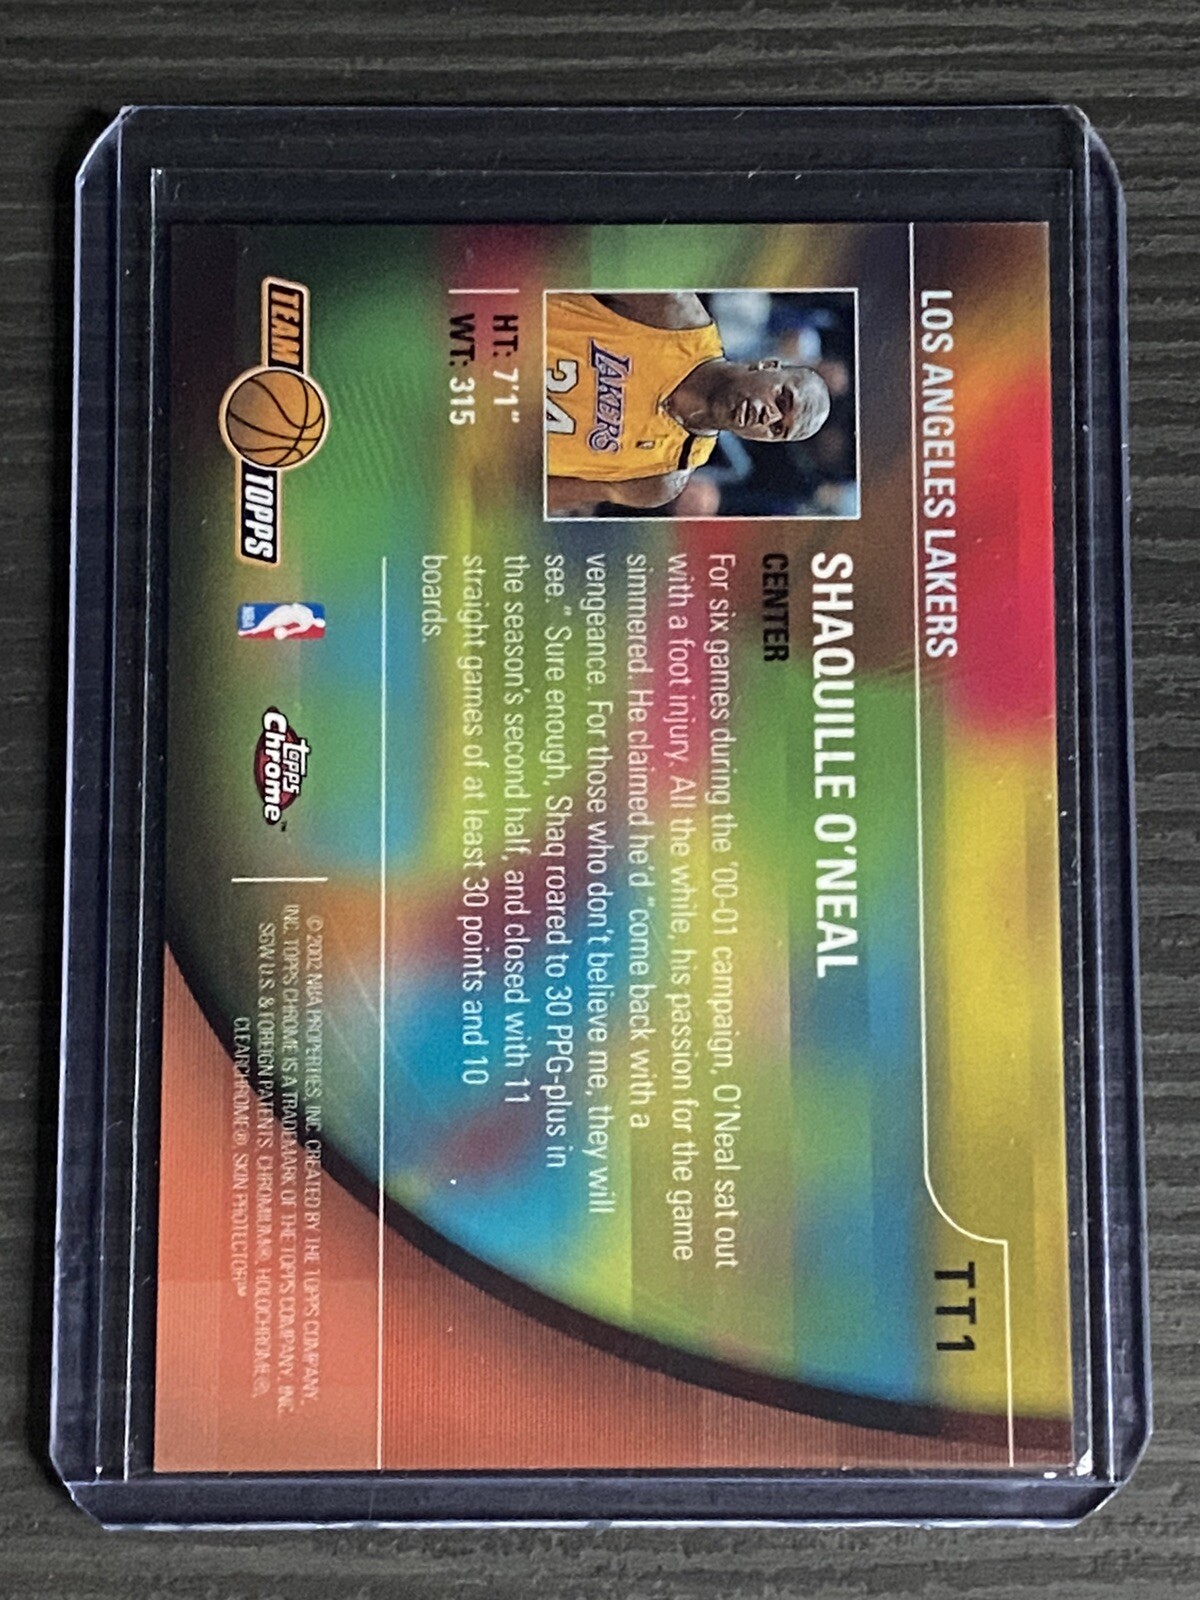 LOS ANGELES LAKERS
TT1
LAKERS
34
HT: 7'1"
WT: 315
SHAQUILLE O'NEAL
CENTER
For six games during the '00-01 campaign, O'Neal sat out
with a foot injury. All the while, his passion for the game
simmered. He claimed he'd "come back with a
vengeance. For those who don't believe me, they will
see." Sure enough, Shaq roared to 30 PPG-plus in
the season's second half, and closed with 11
straight games of at least 30 points and 10
boards.
TEAM TOPPS
NBA
topps Chrome™
© 2002 NBA PROPERTIES, INC. CREATED BY THE TOPPS COMPANY,
INC. TOPPS CHROME IS A TRADEMARK OF THE TOPPS COMPANY, INC.
SGW U.S. & FOREIGN PATENTS. CHROMIUM®, HOLOCHROME®,
CLEARCHROME®, SKIN PROTECTOR™